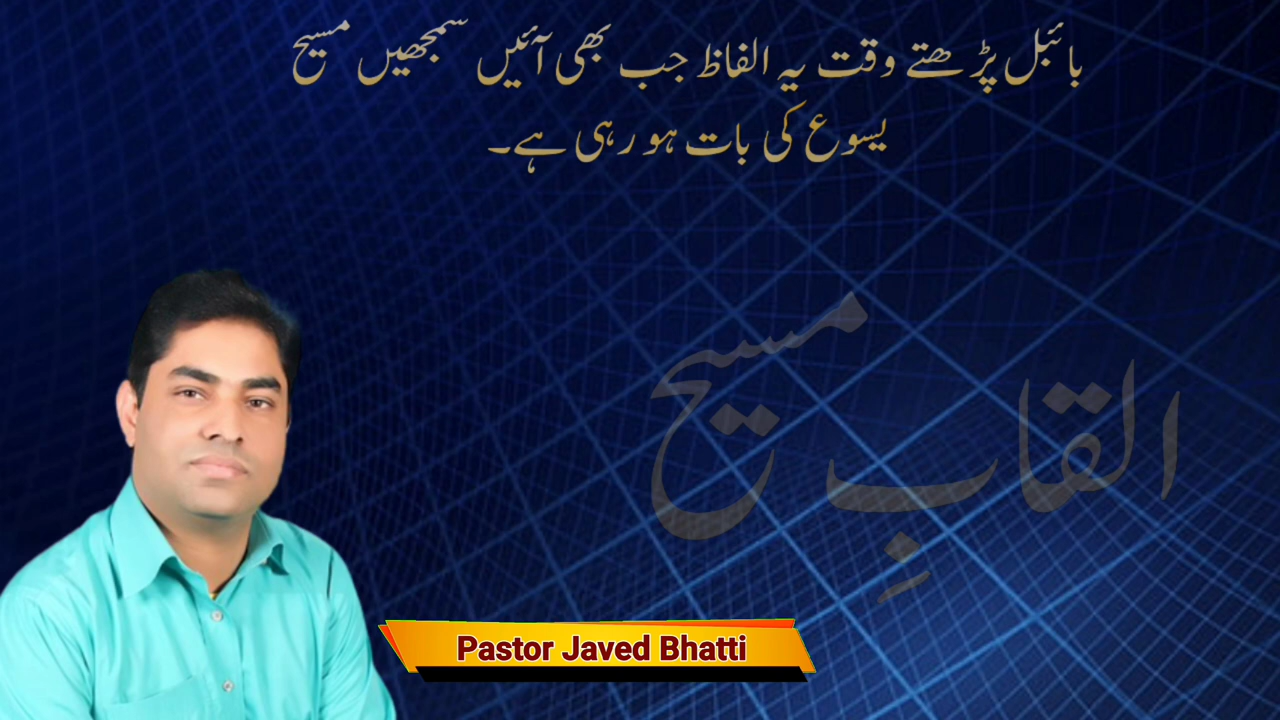 بائبل پڑھتے وقت یہ الفاظ جب بھی آئیں سمجھیں مسیح
یسوع کی بات ہو رہی ہے۔
القابِ مسیح
Pastor Javed Bhatti